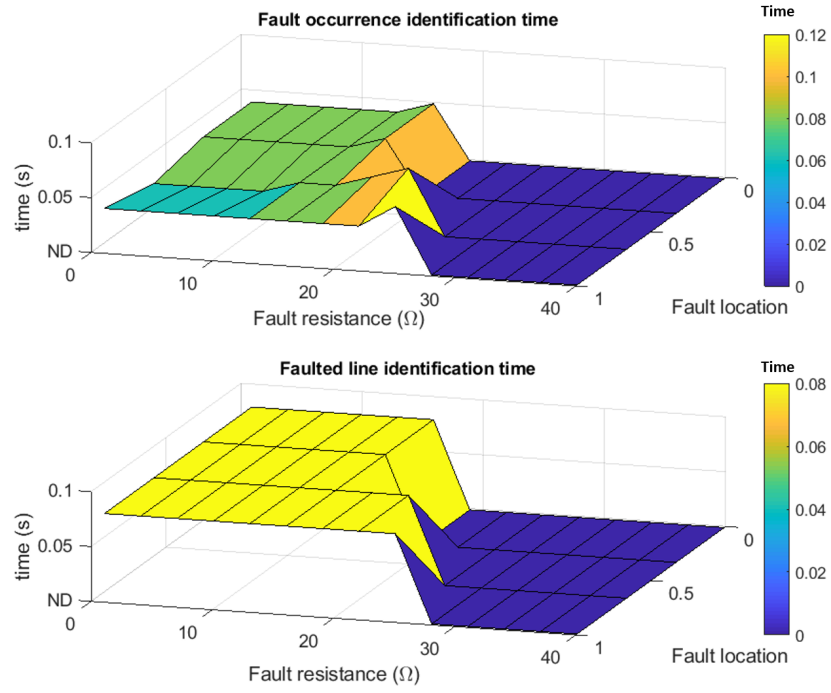 Fault occurrence identification time
Time
0.12
0.1
0.08
0.06
0.04
0.02
0
time (s)
0.1
0.05
ND
0
10
20
30
40
Fault resistance (Ω)
0
0.5
1
Fault location
Faulted line identification time
Time
0.08
0.06
0.04
0.02
0
time (s)
0.1
0.05
ND
0
10
20
30
40
Fault resistance (Ω)
0
0.5
1
Fault location